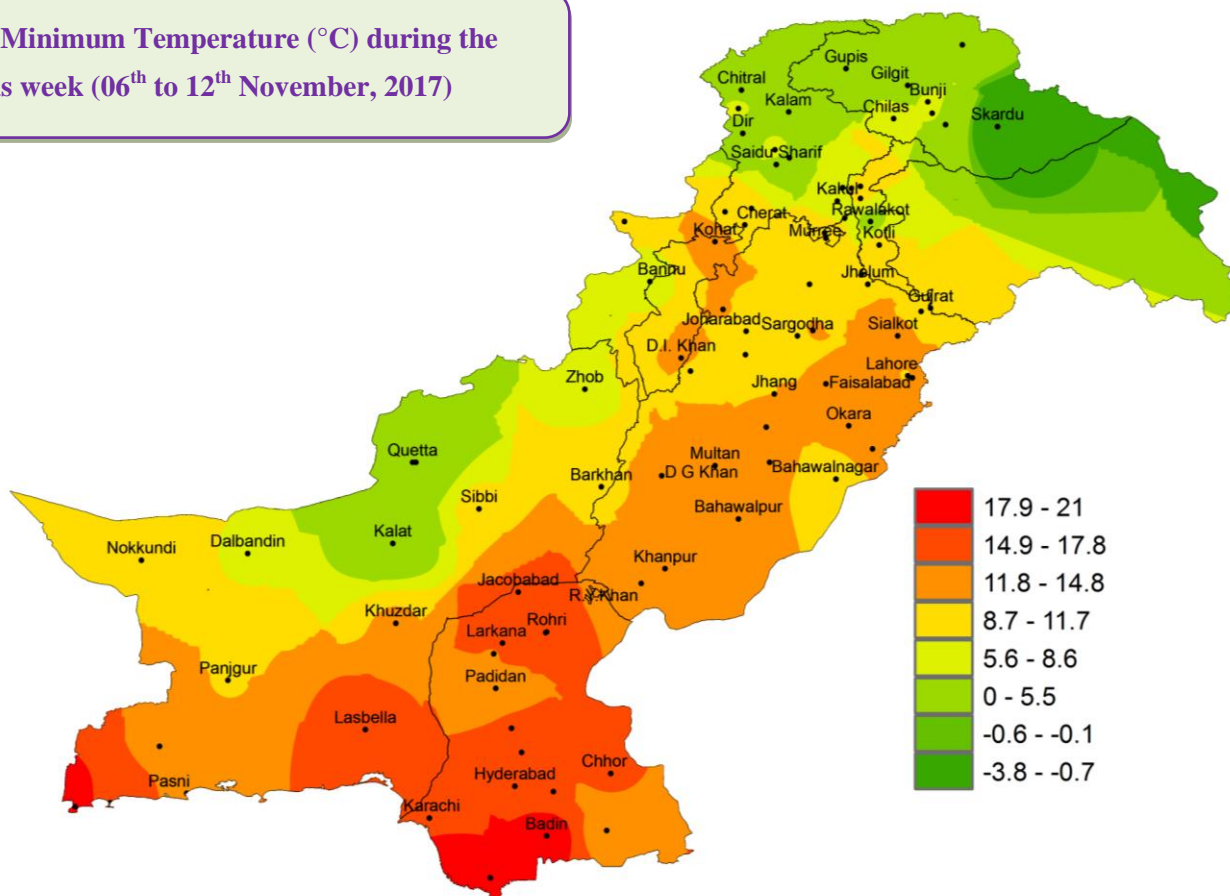 Minimum Temperature (°C) during the
s week (06th to 12th November, 2017)
Gupis
Gilgit
Chitral
Bunji
Kalam
Chilas
Skardu
Dir
Saidu Sharif
Kakul
Rawalakot
Cherat
Kohat
Murree
Kotli
Bannu
Jhelum
Gujrat
Joharabad
Sargodha
Sialkot
D.I. Khan
Lahore
Zhob
Jhang
Faisalabad
Okara
Quetta
Multan
D G Khan
Bahawalnagar
Barkhan
Sibbi
Bahawalpur
Kalat
Dalbandin
Nokkundi
Khanpur
Jacobabad
Khuzdar
Larkana
Rohri
Panjgur
Padidan
Lasbella
Chhor
Hyderabad
Pasni
Karachi
Badin
17.9 - 21
14.9 - 17.8
11.8 - 14.8
8.7 - 11.7
5.6 - 8.6
0 - 5.5
-0.6 - -0.1
-3.8 - -0.7